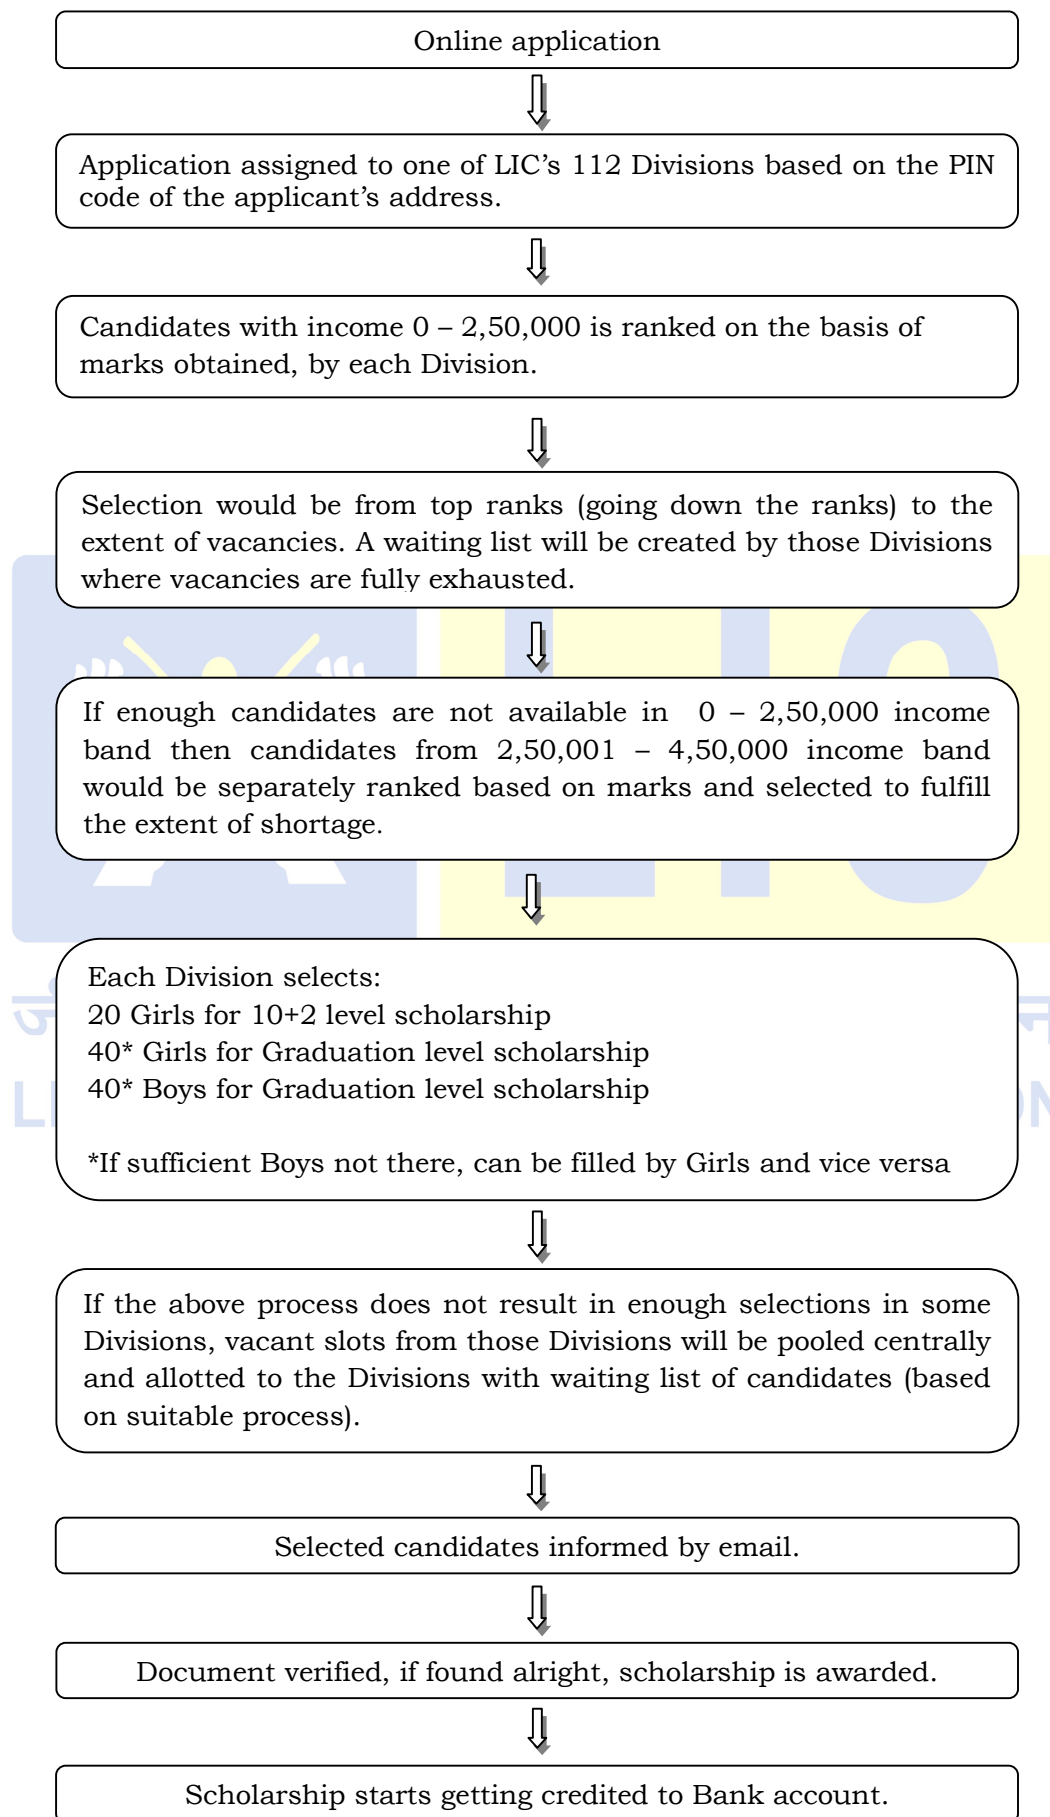 Online application
Application assigned to one of LIC's 112 Divisions based on the PIN
code of the applicant's address.
Candidates with income 0 – 2,50,000 is ranked on the basis of
marks obtained, by each Division.
Selection would be from top ranks (going down the ranks) to the
extent of vacancies. A waiting list will be created by those Divisions
where vacancies are fully exhausted.
If enough candidates are not available in 0 – 2,50,000 income
band then candidates from 2,50,001 – 4,50,000 income band
would be separately ranked based on marks and selected to fulfill
the extent of shortage.
Each Division selects:
20 Girls for 10+2 level scholarship
40* Girls for Graduation level scholarship
40* Boys for Graduation level scholarship
*If sufficient Boys not there, can be filled by Girls and vice versa
If the above process does not result in enough selections in some
Divisions, vacant slots from those Divisions will be pooled centrally
and allotted to the Divisions with waiting list of candidates (based
on suitable process).
Selected candidates informed by email.
Document verified, if found alright, scholarship is awarded.
Scholarship starts getting credited to Bank account.